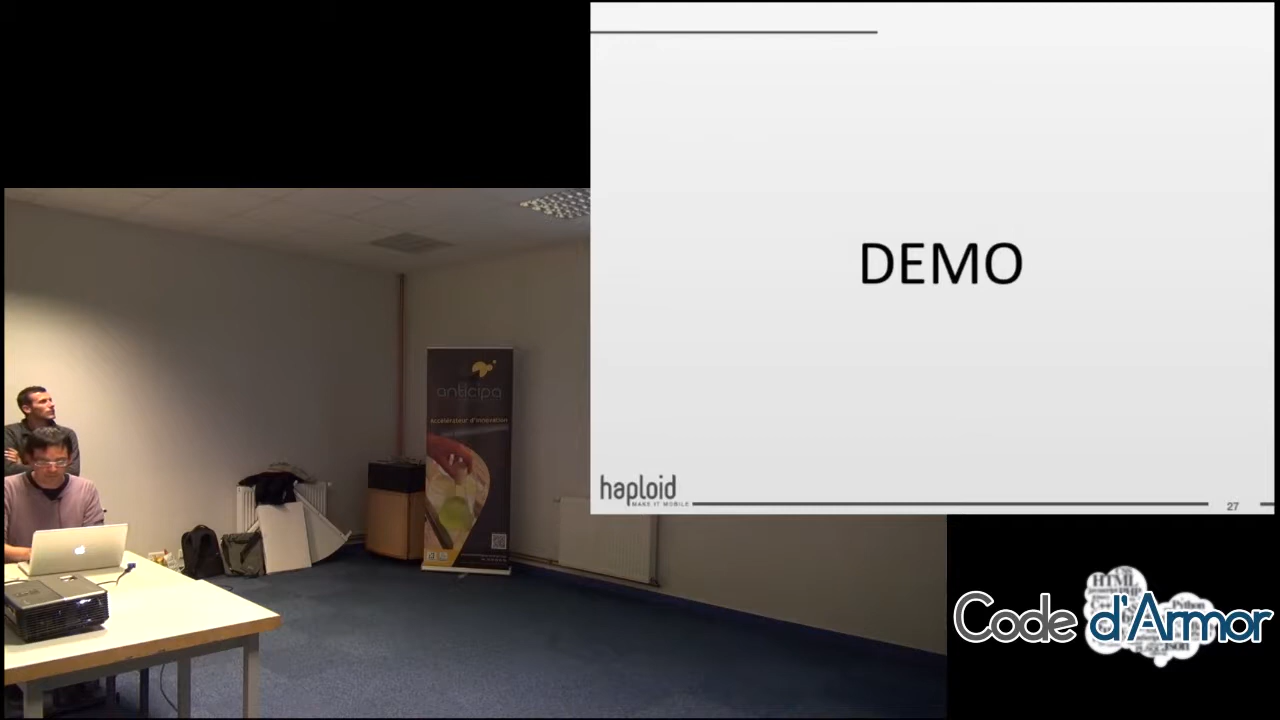 DEMO
haploid
MAKE IT MOBILE
27
anticipa
Accélérateur d'innovation
Code d'Armor
HTML
Python